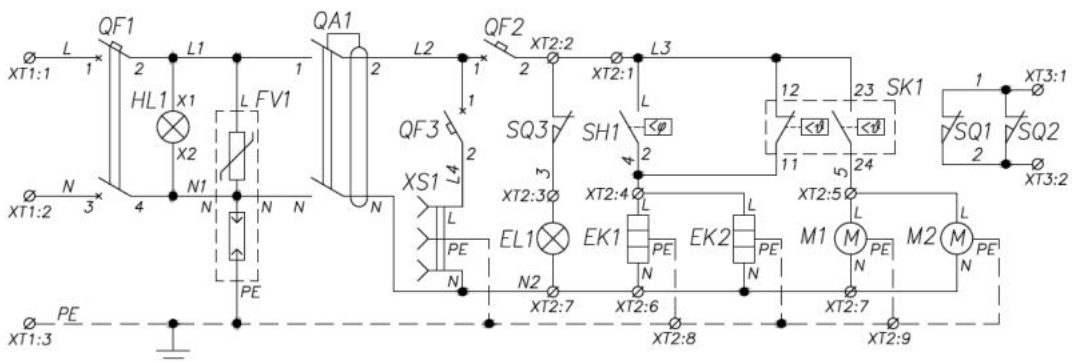 QF1 QA1 QF2
L L1 L2 XT2:2 L3
XT1:1 1 2 1 2 1 2 XT2:1
12 23 SK1 1 XT3:1
HL1 X1 L FV1 1 L
X2 QF3 SQ3 SH1 <φ <ϑ <ϑ SQ1 SQ2
2 4 2 11 24 2
XS1 L4 3 5 XT3:2
N N1 XT2:3 XT2:4 XT2:5
XT1:2 3 4 N N N N
L L L L L
PE EL1 EK1 PE EK2 PE M1 M PE M2 M PE
N N N N N
PE N2 XT2:7 XT2:6 XT2:7
PE
XT1:3 XT2:8 XT2:9